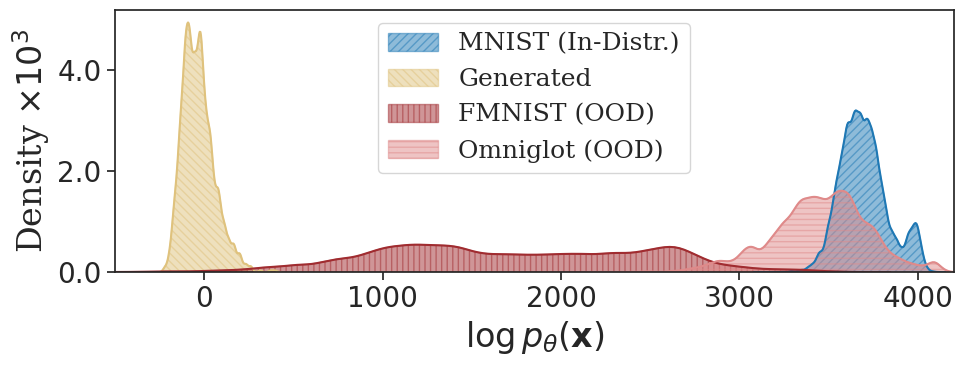 Density ×10³
4.0
2.0
0.0
MNIST (In-Distr.)
Generated
FMNIST (OOD)
Omniglot (OOD)
0 1000 2000 3000 4000
log pθ(x)